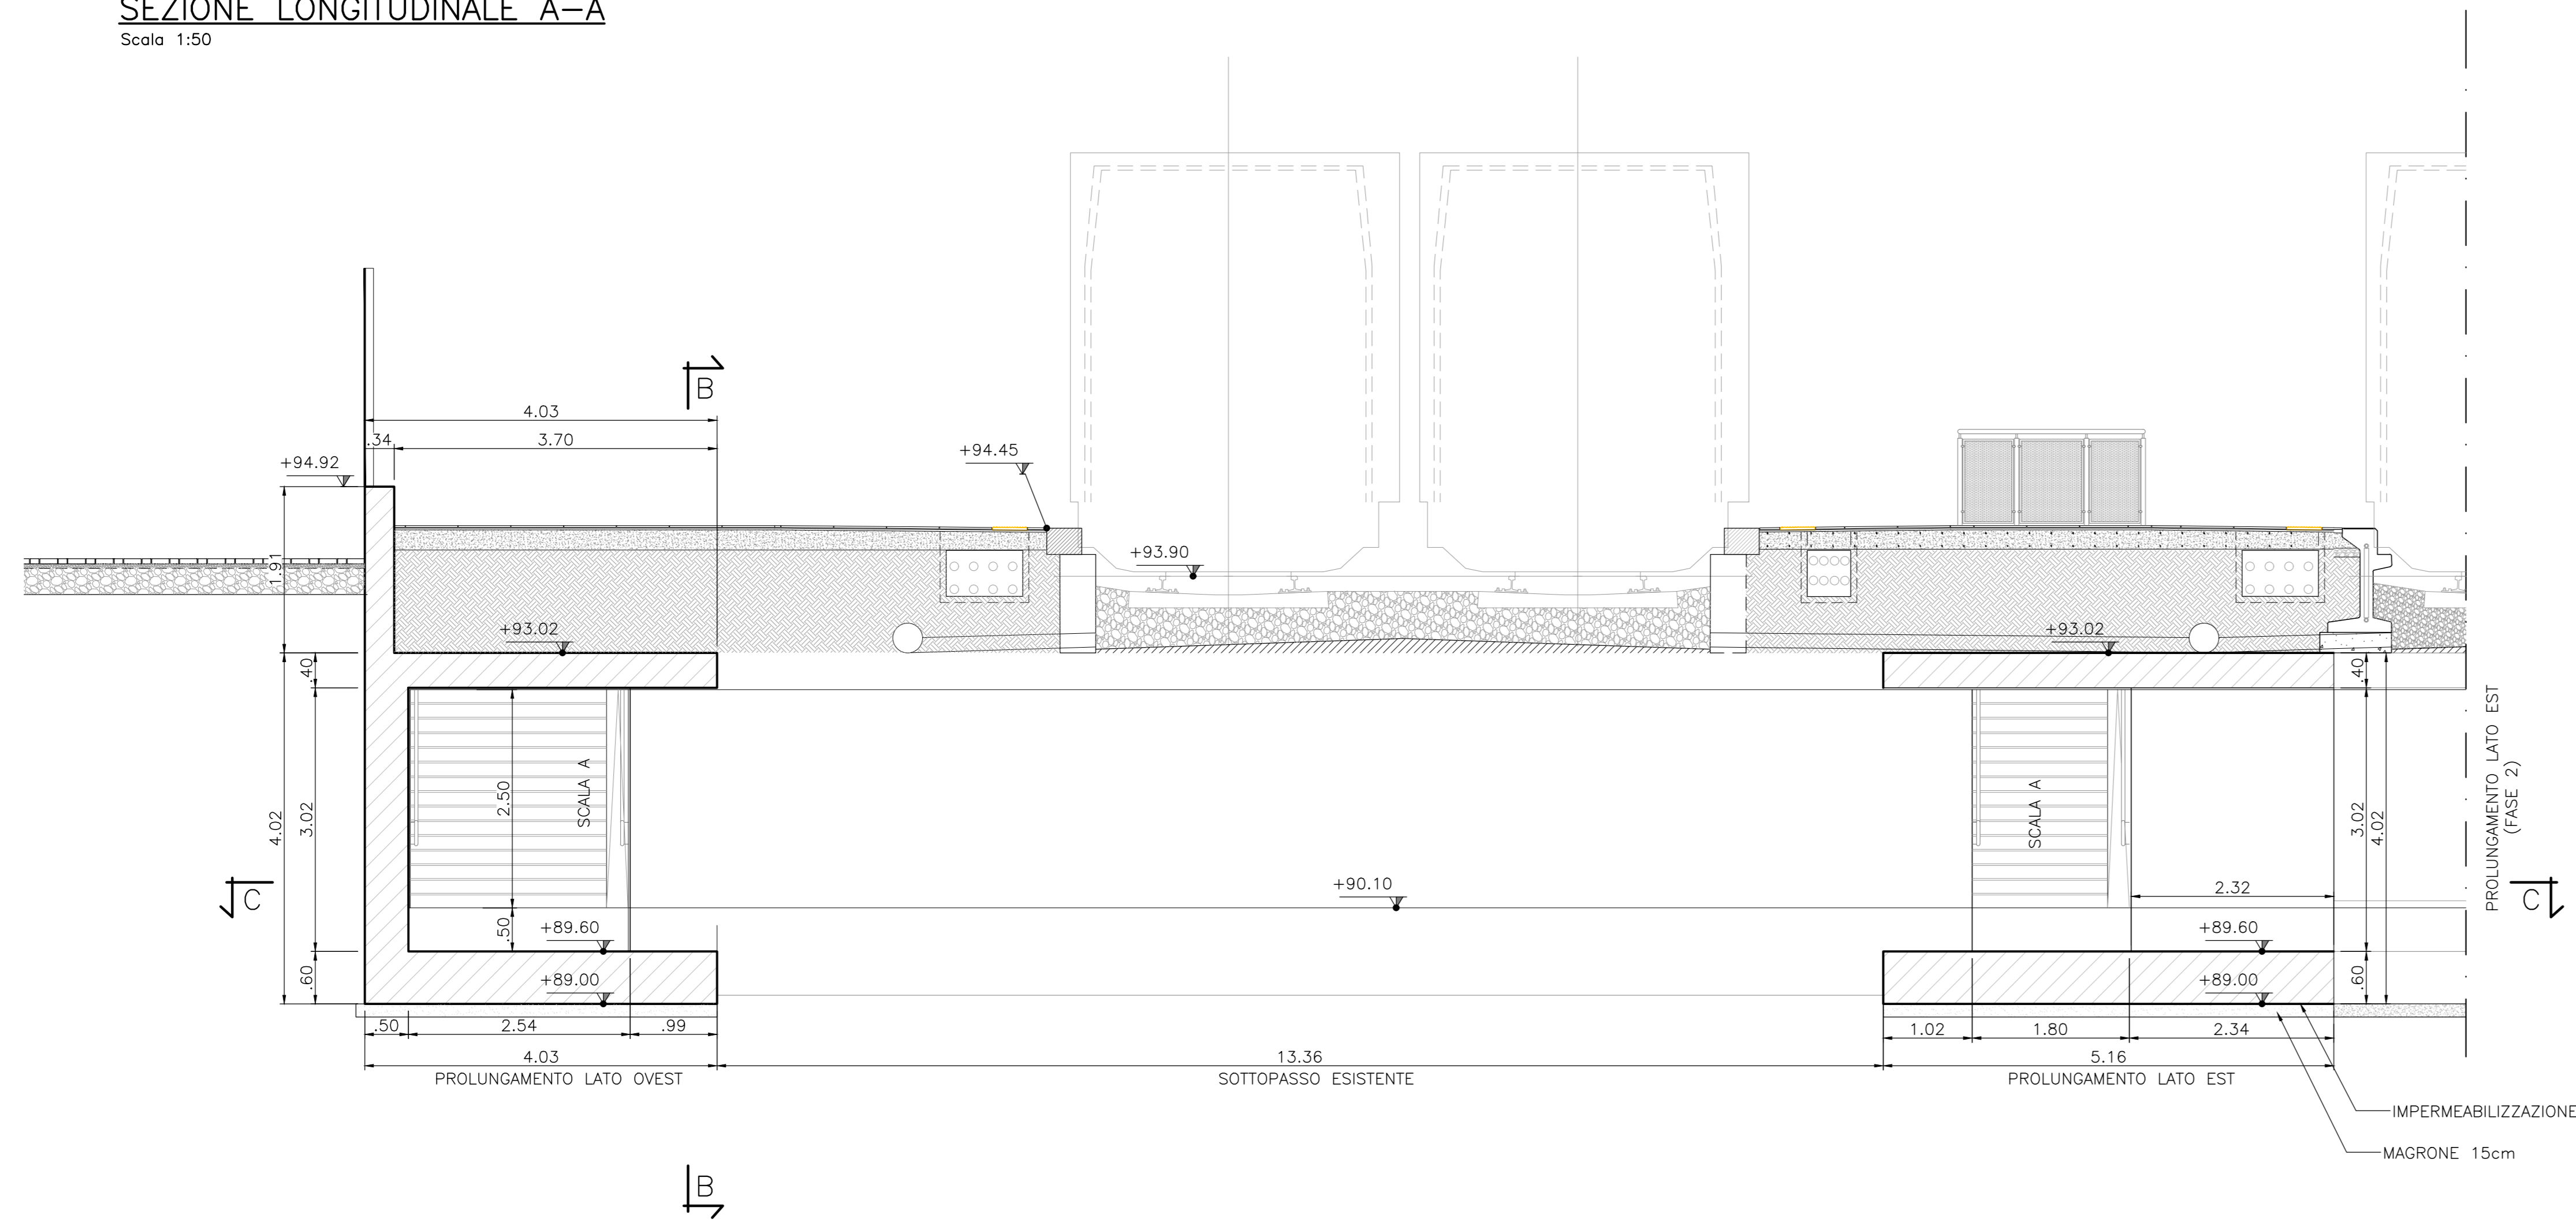 SEZIONE LONGITUDINALE A–A
Scala 1:50
B
4.03
.34
3.70
+94.92
+94.45
+93.90
1.91
+93.02
+93.02
.40
.40
PROLUNGAMENTO LATO EST
(FASE 2)
2.50
SCALA A
SCALA A
4.02
3.02
3.02
4.02
C
+90.10
2.32
C
.50
+89.60
+89.60
.60
+89.00
+89.00
.60
.50
2.54
.99
1.02
1.80
2.34
4.03
13.36
5.16
PROLUNGAMENTO LATO OVEST
SOTTOPASSO ESISTENTE
PROLUNGAMENTO LATO EST
IMPERMEABILIZZAZIONE
MAGRONE 15cm
B